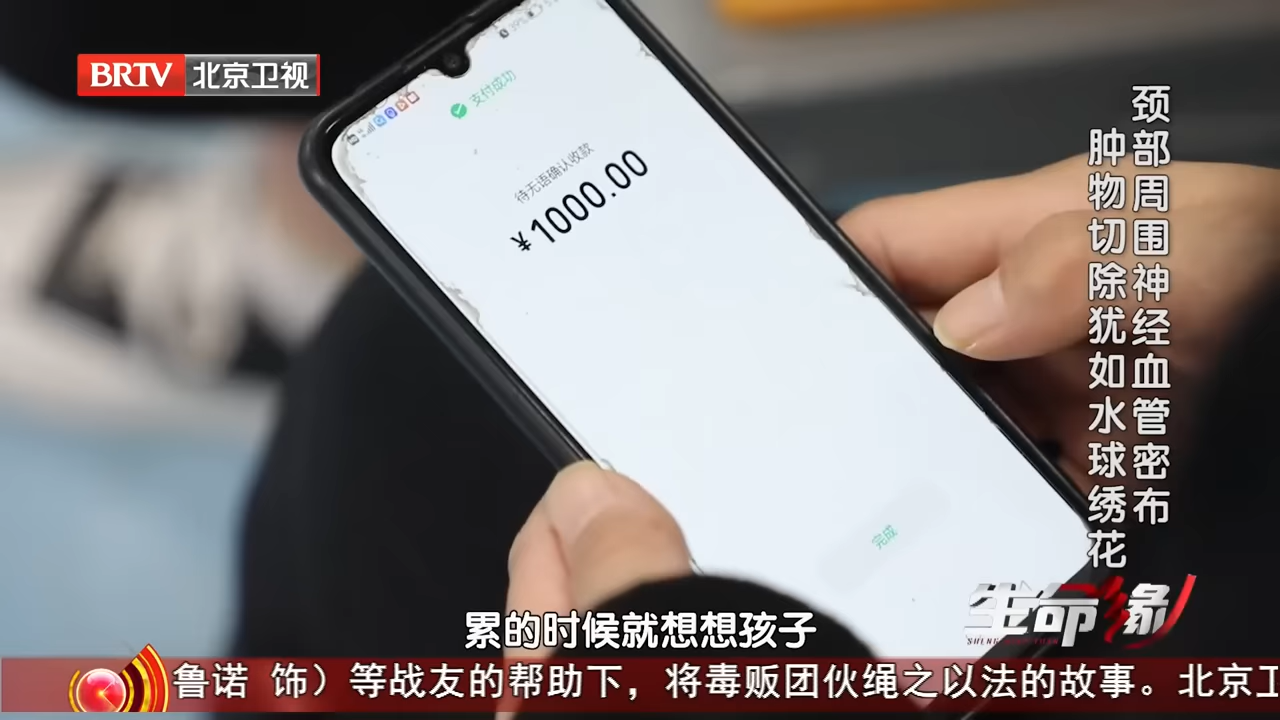 BRTV 北京卫视
39%
支付成功
待无语确认收款
¥1000.00
完成
颈部周围神经血管密布
肿物切除犹如水球绣花
生命缘
累的时候就想想孩子
鲁诺 饰）等战友的帮助下，将毒贩团伙绳之以法的故事。北京卫